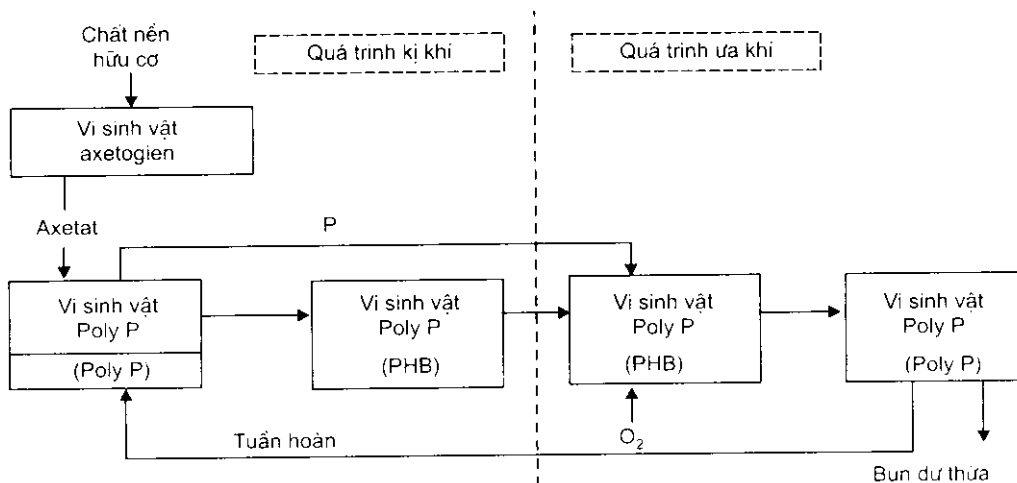 Chất nền
hữu cơ
Quá trình kị khí
Quá trình ưa khí
Vi sinh vật
axetogien
Axetat
P
Vi sinh vật
Poly P
(Poly P)
Vi sinh vật
Poly P
(PHB)
Vi sinh vật
Poly P
(PHB)
Vi sinh vật
Poly P
(Poly P)
Tuần hoàn
O₂
Bùn dư thừa